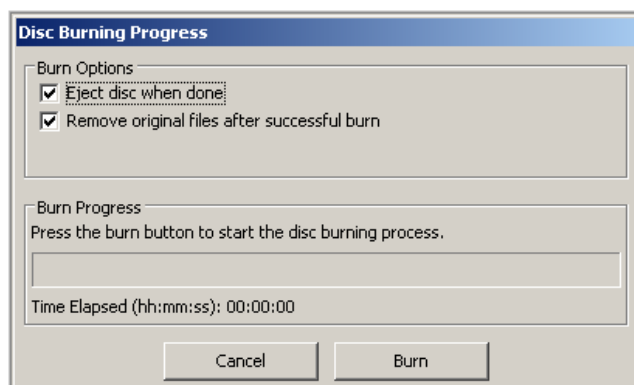 Disc Burning Progress
Burn Options
Eject disc when done
Remove original files after successful burn
Burn Progress
Press the burn button to start the disc burning process.
Time Elapsed (hh:mm:ss): 00:00:00
Cancel Burn